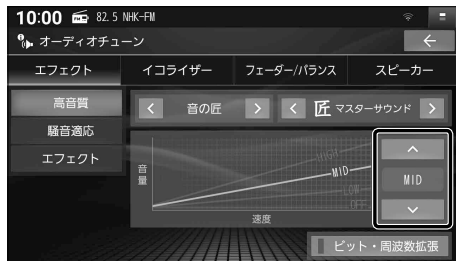 10:00 82.5 NHK-FM
オーディオチューン
エフェクト イコライザー フェーダー/バランス スピーカー
高音質 音の匠 匠 マスターサウンド
騒音適応
エフェクト
音量
HIGH
MID
LOW
OFF
MID
速度
ビット・周波数拡張